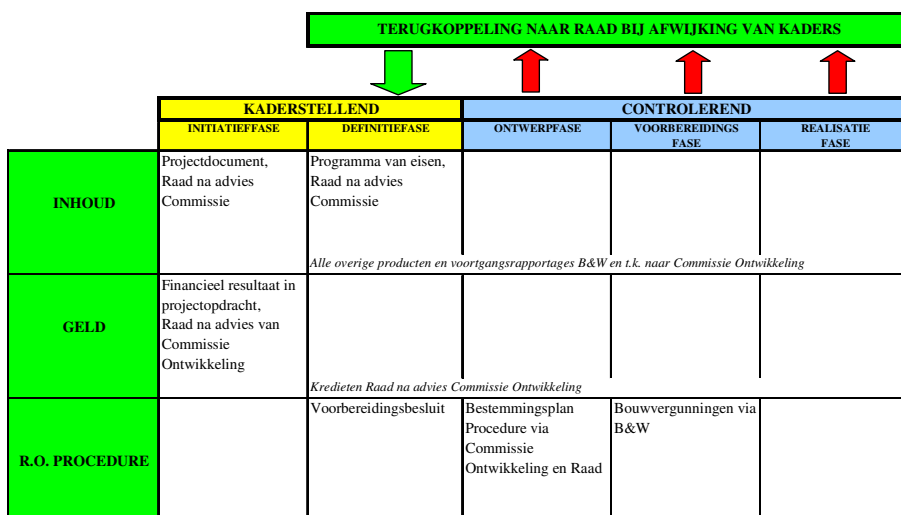 TERUGKOPPELING NAAR RAAD BIJ AFWIJKING VAN KADERS
KADERSTELLEND
CONTROLEREND
INITIATIEFFASE
DEFINITIEFASE
ONTWERPFASE
VOORBEREIDINGS
FASE
REALISATIE
FASE
INHOUD
Projectdocument,
Raad na advies
Commissie
Programma van eisen,
Raad na advies
Commissie
Alle overige producten en voortgangsrapportages B&W en t.k. naar Commissie Ontwikkeling
GELD
Financieel resultaat in
projectopdracht,
Raad na advies van
Commissie
Ontwikkeling
Kredieten Raad na advies Commissie Ontwikkeling
R.O. PROCEDURE
Voorbereidingsbesluit
Bestemmingsplan
Procedure via
Commissie
Ontwikkeling en Raad
Bouwvergunningen via
B&W